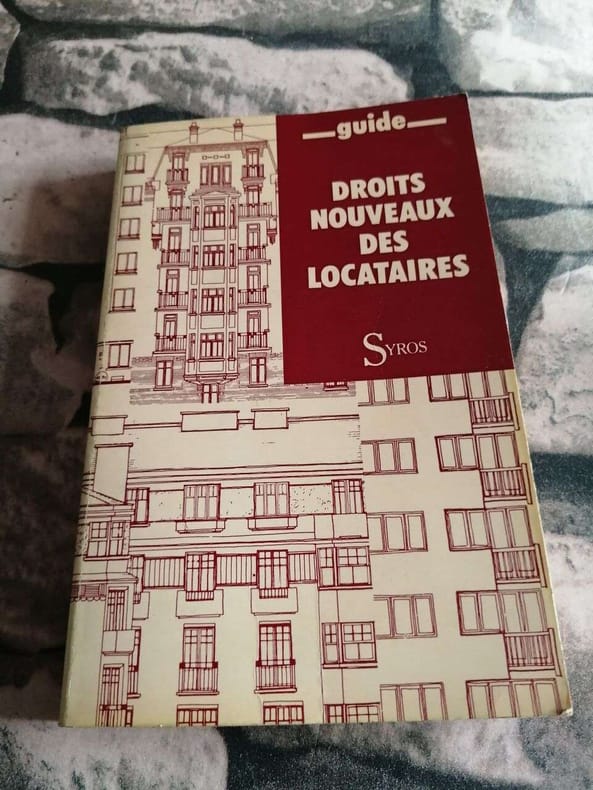 guide
DROITS
NOUVEAUX
DES
LOCATAIRES
SYROS